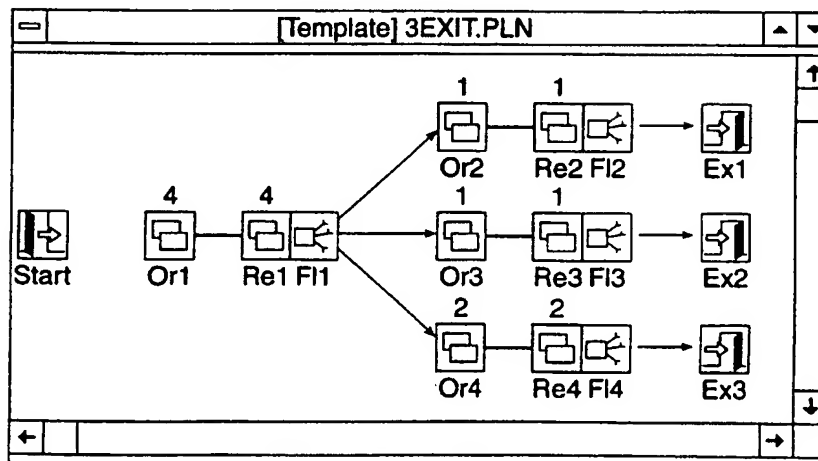 [Template] 3EXIT.PLN
1 1
Or2 Re2 Fl2 Ex1
4 4 1 1
Start Or1 Re1 Fl1 Or3 Re3 Fl3 Ex2
2 2
Or4 Re4 Fl4 Ex3